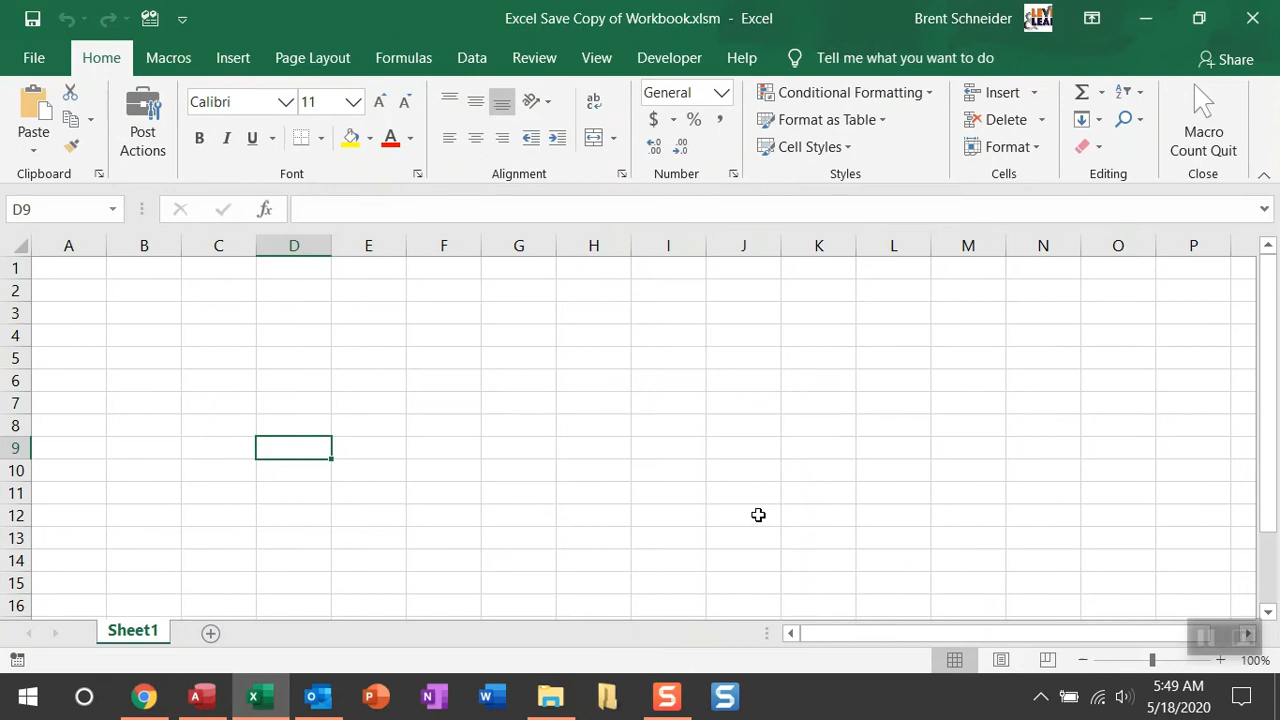 Excel Save Copy of Workbook.xlsm - Excel
Brent Schneider
File Home Macros Insert Page Layout Formulas Data Review View Developer Help Tell me what you want to do Share
Paste
Clipboard
Post Actions
Calibri 11
B I U A
Font
ab
Alignment
General
$ % ,
Number
Conditional Formatting
Format as Table
Cell Styles
Styles
Insert
Delete
Format
Cells
Σ
Editing
Macro Count Quit
Close
D9
fx
A B C D E F G H I J K L M N O P
1
2
3
4
5
6
7
8
9
10
11
12
13
14
15
16
Sheet1
100%
5:49 AM
5/18/2020